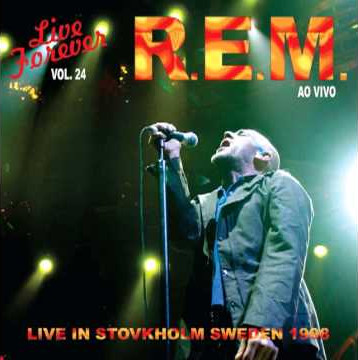 Live
Forever
VOL. 24
R.E.M.
AO VIVO
LIVE IN STOVKHOLM SWEDEN 1998